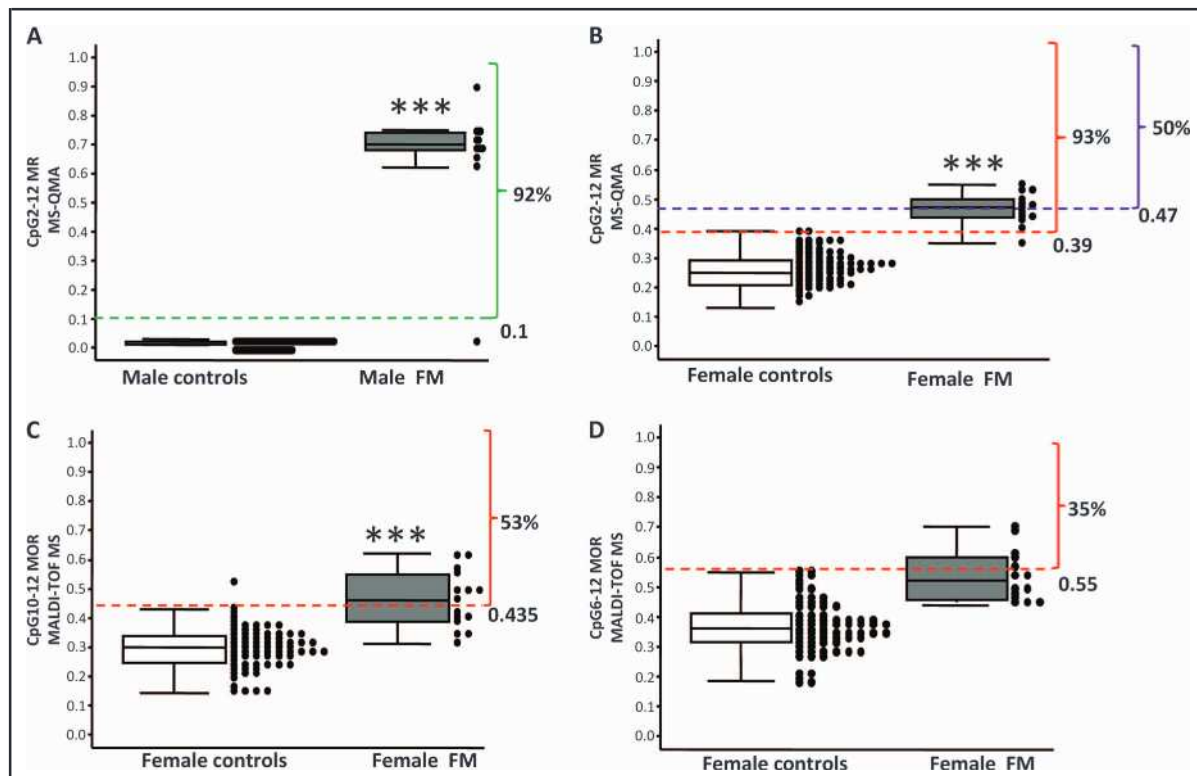 A
CpG2-12 MR
MS-QMA
1.0
0.9
0.8
0.7
0.6
0.5
0.4
0.3
0.2
0.1
0.0
***
92%
0.1
Male controls
Male FM
B
CpG2-12 MR
MS-QMA
1.0
0.9
0.8
0.7
0.6
0.5
0.4
0.3
0.2
0.1
0.0
***
93%
50%
0.47
0.39
Female controls
Female FM
C
CpG10-12 MOR
MALDI-TOF MS
1.0
0.9
0.8
0.7
0.6
0.5
0.4
0.3
0.2
0.1
0.0
***
53%
0.435
Female controls
Female FM
D
CpG6-12 MOR
MALDI-TOF MS
1.0
0.9
0.8
0.7
0.6
0.5
0.4
0.3
0.2
0.1
0.0
35%
0.55
Female controls
Female FM